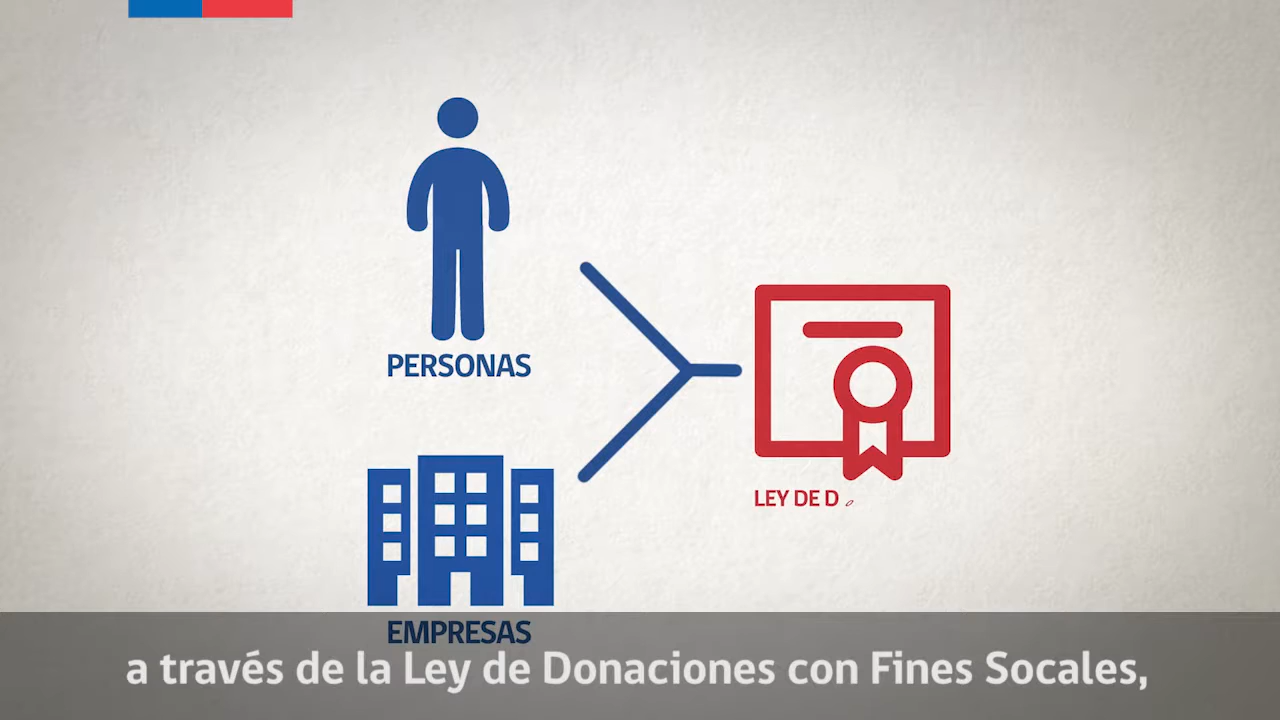 PERSONAS
LEY DE D
EMPRESAS
a través de la Ley de Donaciones con Fines Socales,